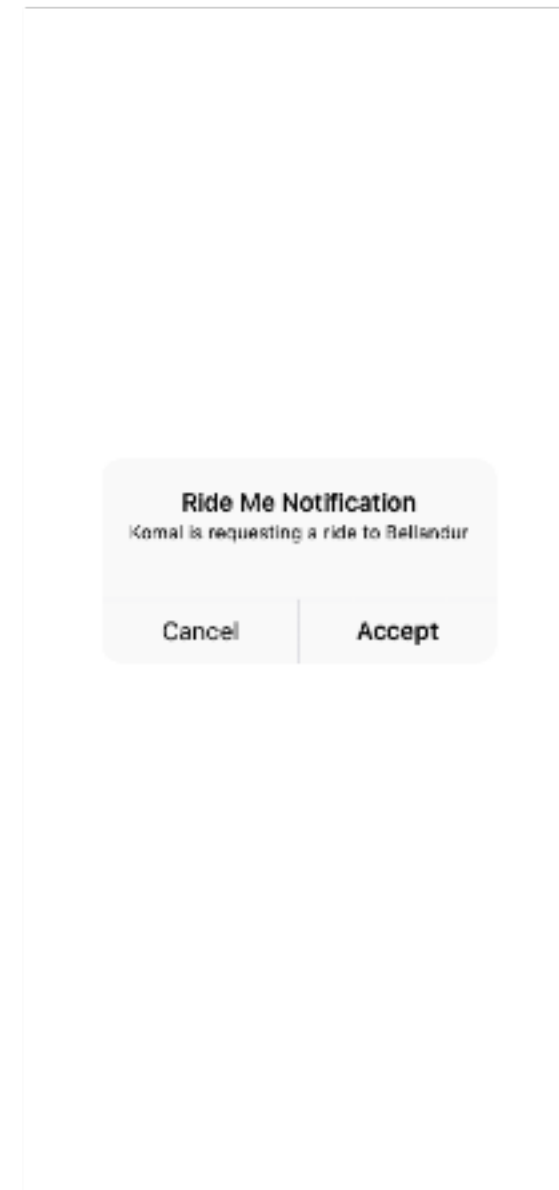 Ride Me Notification
Komal is requesting a ride to Bellandur
Cancel
Accept